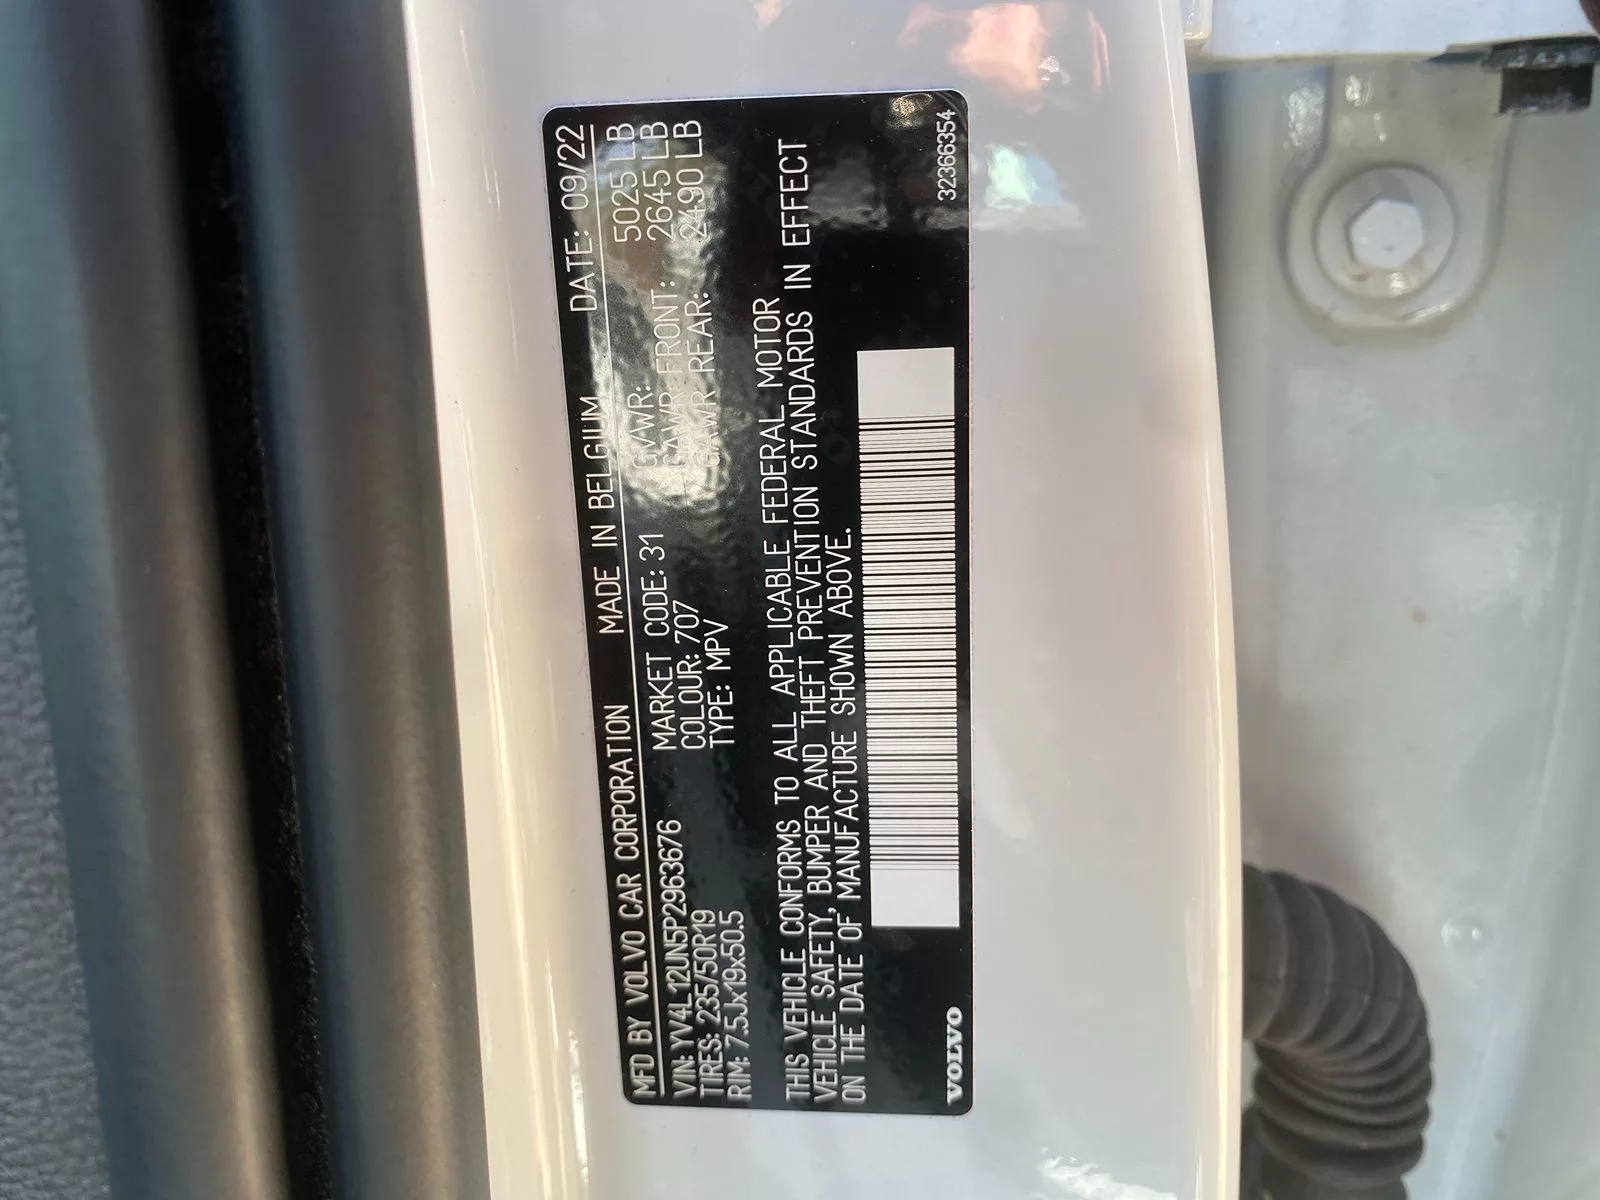 MFD BY VOLVO CAR CORPORATION MADE IN BELGIUM DATE: 09/22
VIN: YV4L12UN5P2963676 MARKET CODE: 31 GVWR: 5025 LB
TIRES: 235/50R19 COLOUR: 707 GAWR FRONT: 2645 LB
RIM: 7.5Jx19x50.5 TYPE: MPV GAWR REAR: 2490 LB
THIS VEHICLE CONFORMS TO ALL APPLICABLE FEDERAL MOTOR
VEHICLE SAFETY, BUMPER AND THEFT PREVENTION STANDARDS IN EFFECT
ON THE DATE OF MANUFACTURE SHOWN ABOVE.
VOLVO 32366354